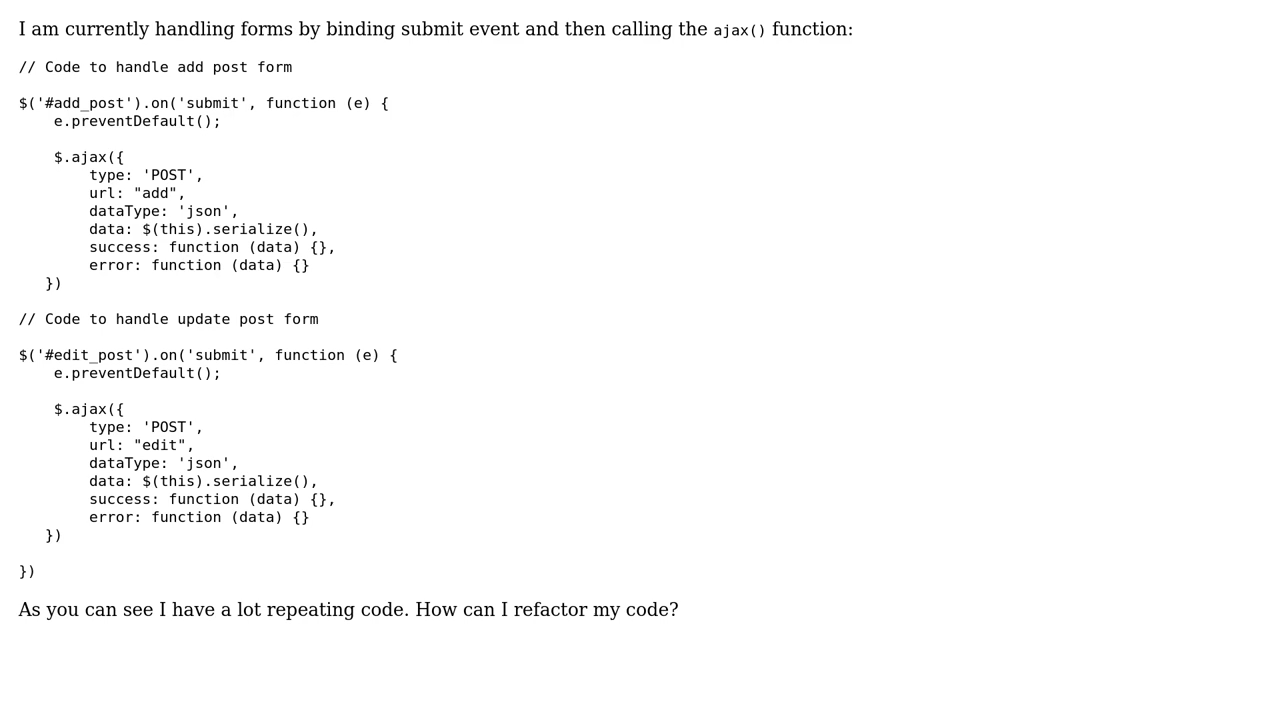 I am currently handling forms by binding submit event and then calling the ajax() function:
// Code to handle add post form
$('#add_post').on('submit', function (e) {
    e.preventDefault();
    $.ajax({
        type: 'POST',
        url: "add",
        dataType: 'json',
        data: $(this).serialize(),
        success: function (data) {},
        error: function (data) {}
   })
// Code to handle update post form
$('#edit_post').on('submit', function (e) {
    e.preventDefault();
    $.ajax({
        type: 'POST',
        url: "edit",
        dataType: 'json',
        data: $(this).serialize(),
        success: function (data) {},
        error: function (data) {}
   })
})
As you can see I have a lot repeating code. How can I refactor my code?